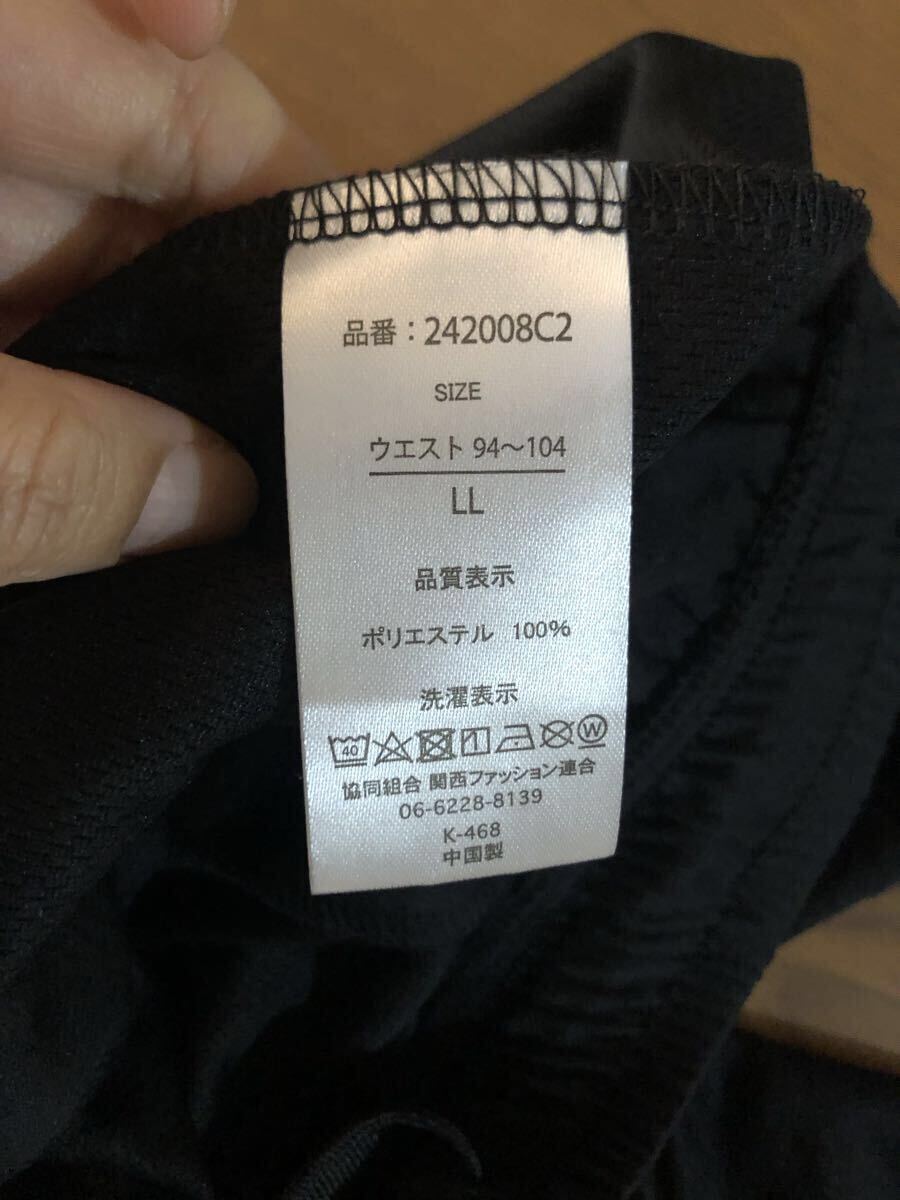 品番：242008C2
SIZE
ウエスト 94〜104
LL
品質表示
ポリエステル 100%
洗濯表示
40 W
協同組合 関西ファッション連合
06-6228-8139
K-468
中国製